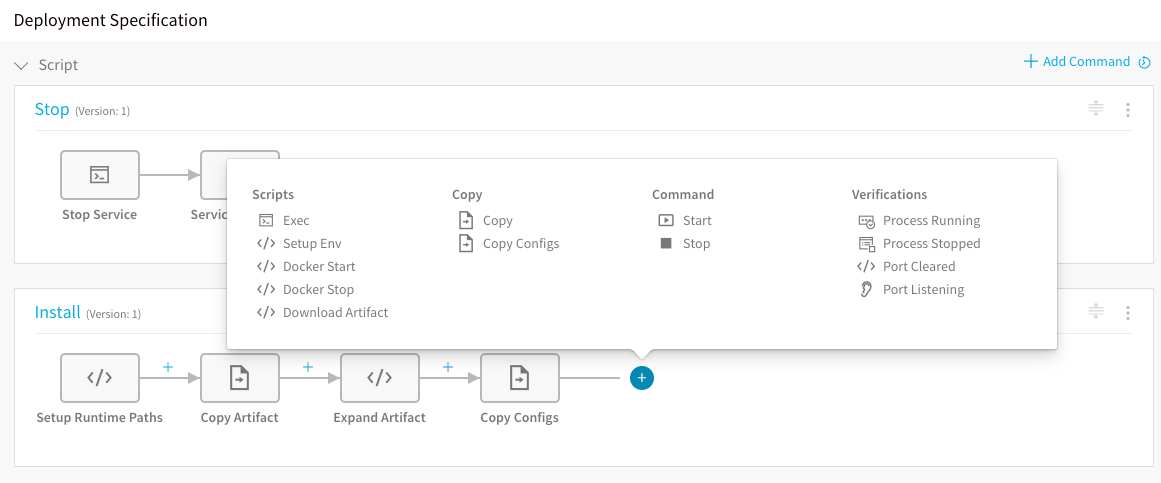 Deployment Specification
Script
Add Command
Stop (Version: 1)
Stop Service
Servic
Scripts
Exec
Setup Env
Docker Start
Docker Stop
Download Artifact
Copy
Copy
Copy Configs
Command
Start
Stop
Verifications
Process Running
Process Stopped
Port Cleared
Port Listening
Install (Version: 1)
Setup Runtime Paths
Copy Artifact
Expand Artifact
Copy Configs